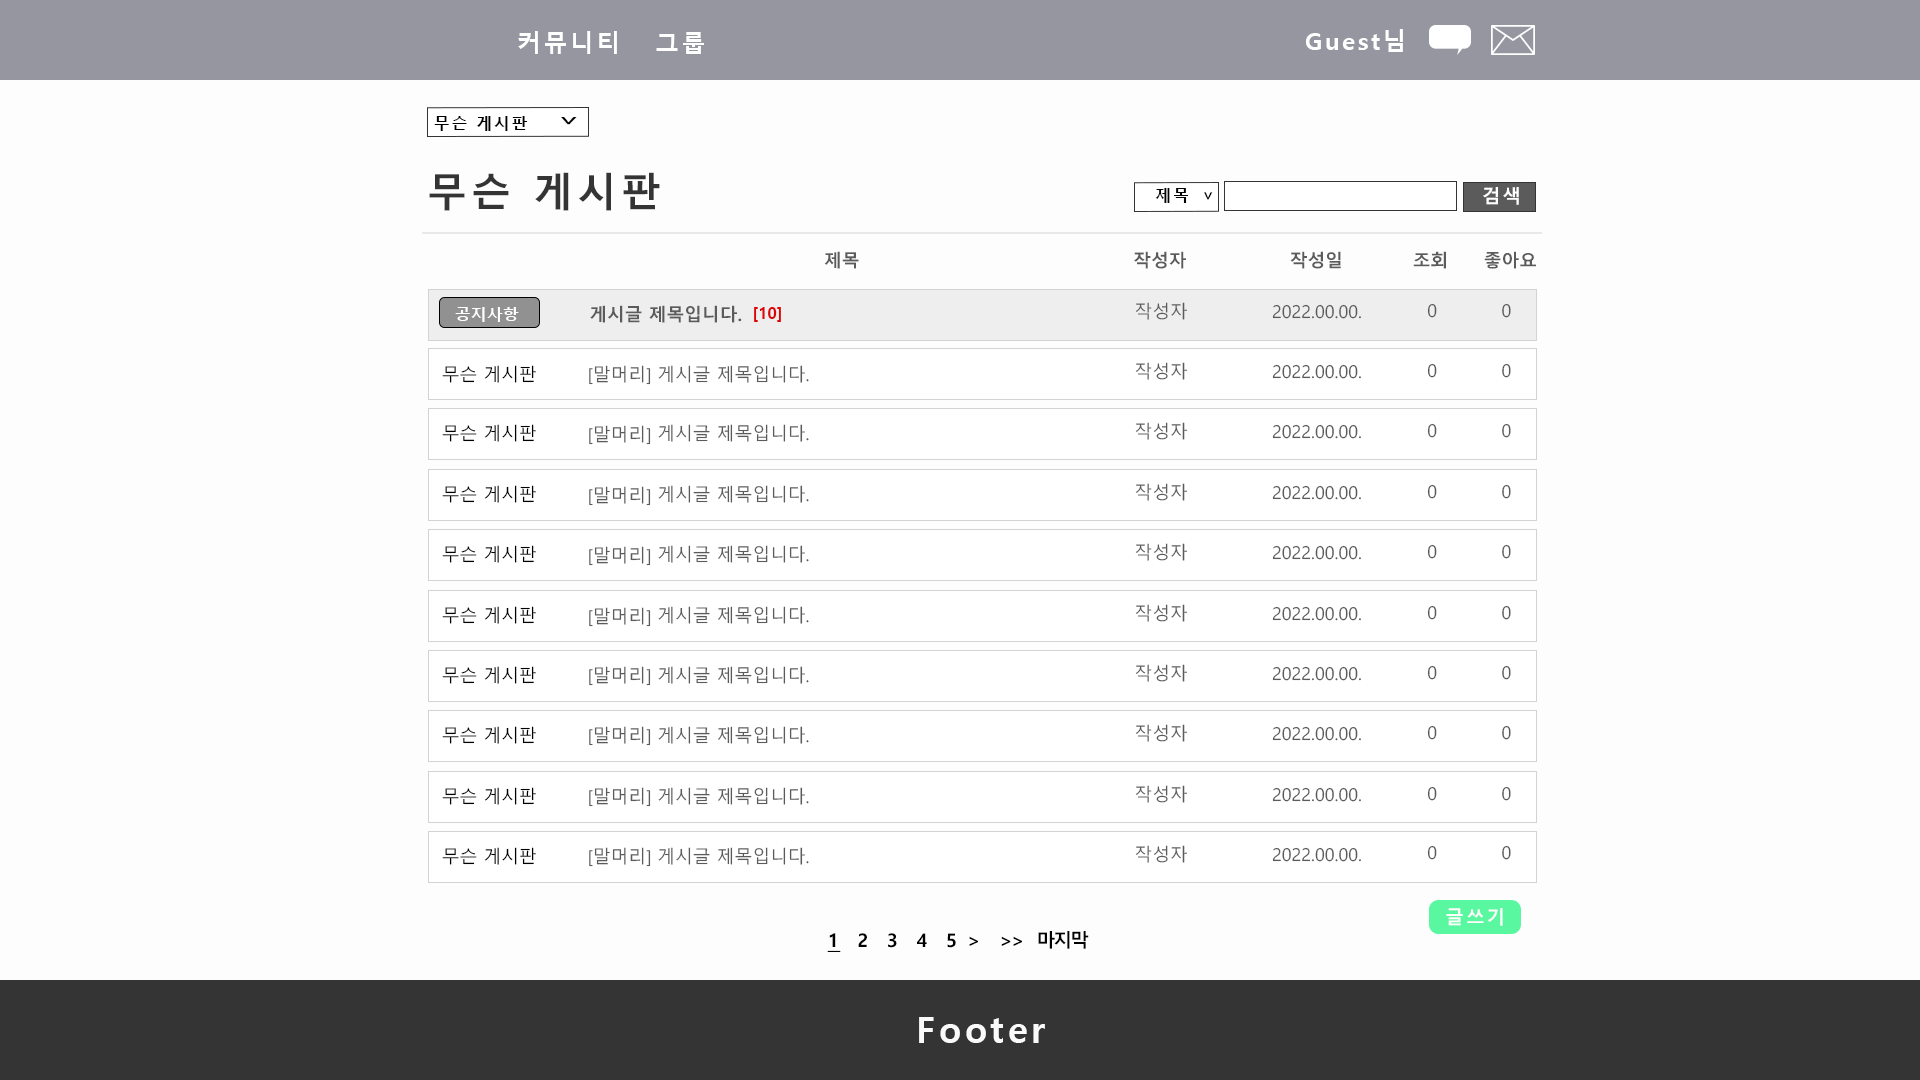 커뮤니티 그룹 Guest님
무슨 게시판
무슨 게시판 제목 v 검색
제목 작성자 작성일 조회 좋아요
공지사항 게시글 제목입니다. [10] 작성자 2022.00.00. 0 0
무슨 게시판 [말머리] 게시글 제목입니다. 작성자 2022.00.00. 0 0
무슨 게시판 [말머리] 게시글 제목입니다. 작성자 2022.00.00. 0 0
무슨 게시판 [말머리] 게시글 제목입니다. 작성자 2022.00.00. 0 0
무슨 게시판 [말머리] 게시글 제목입니다. 작성자 2022.00.00. 0 0
무슨 게시판 [말머리] 게시글 제목입니다. 작성자 2022.00.00. 0 0
무슨 게시판 [말머리] 게시글 제목입니다. 작성자 2022.00.00. 0 0
무슨 게시판 [말머리] 게시글 제목입니다. 작성자 2022.00.00. 0 0
무슨 게시판 [말머리] 게시글 제목입니다. 작성자 2022.00.00. 0 0
무슨 게시판 [말머리] 게시글 제목입니다. 작성자 2022.00.00. 0 0
글쓰기
1 2 3 4 5 > >> 마지막
Footer